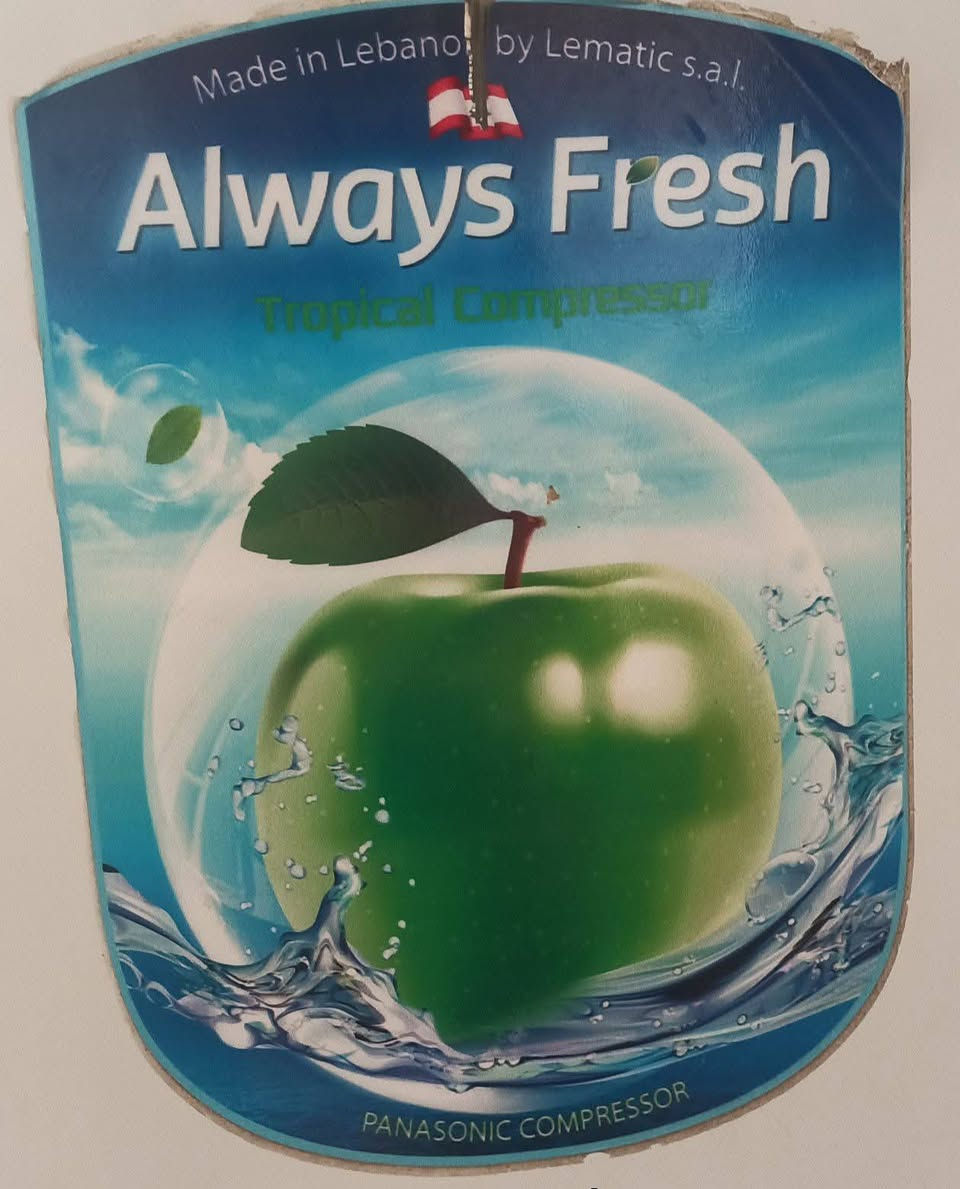 Made in Lebanon by Lematic s.a.l.
Always Fresh
Tropical Compressor
PANASONIC COMPRESSOR